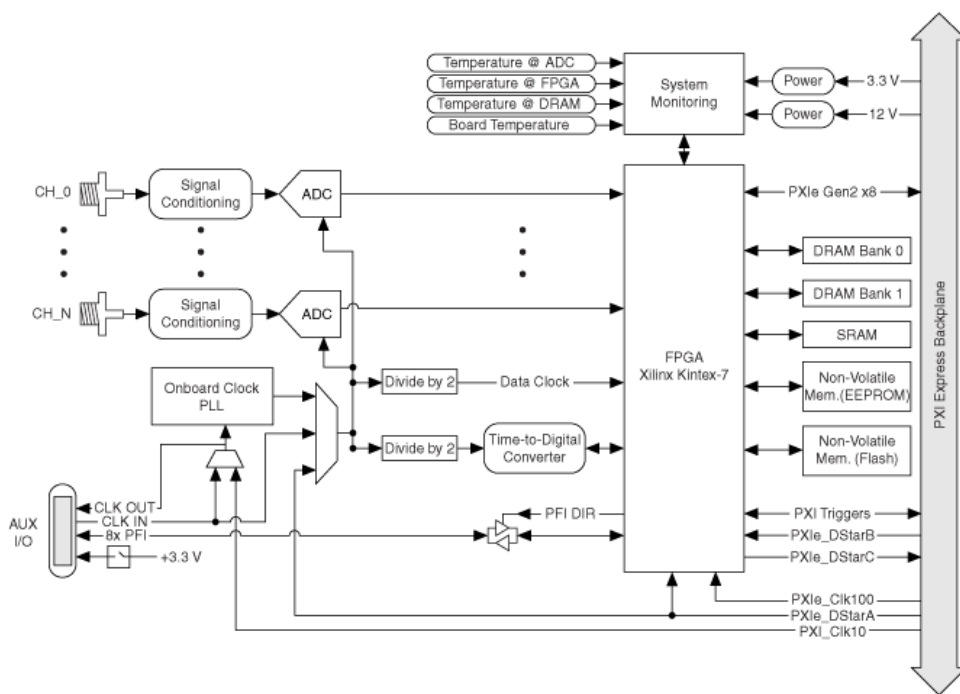 Temperature @ ADC
Temperature @ FPGA
Temperature @ DRAM
Board Temperature
System
Monitoring
Power
3.3 V
Power
12 V
CH_0
Signal
Conditioning
ADC
PXIe Gen2 x8
DRAM Bank 0
DRAM Bank 1
CH_N
Signal
Conditioning
ADC
SRAM
FPGA
Xilinx Kintex-7
Onboard Clock
PLL
Divide by 2
Data Clock
Non-Volatile
Mem.(EEPROM)
Divide by 2
Time-to-Digital
Converter
Non-Volatile
Mem. (Flash)
PXI Express Backplane
AUX
I/O
CLK OUT
CLK IN
8x PFI
+3.3 V
PFI DIR
PXI Triggers
PXIe_DStarB
PXIe_DStarC
PXIe_Clk100
PXIe_DStarA
PXI_Clk10